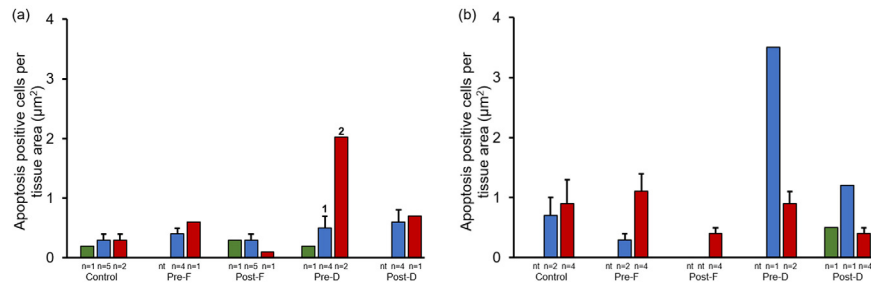 (a)
Apoptosis positive cells per
tissue area (µm²)
4
3
2
1
0
1
2
n=1 n=5 n=2
nt n=4 n=1
n=1 n=5 n=1
n=1 n=4 n=2
nt n=4 n=1
Control
Pre-F
Post-F
Pre-D
Post-D
(b)
Apoptosis positive cells per
tissue area (µm²)
4
3
2
1
0
nt n=2 n=4
nt n=2 n=4
nt nt n=4
nt n=1 n=2
n=1 n=1 n=4
Control
Pre-F
Post-F
Pre-D
Post-D